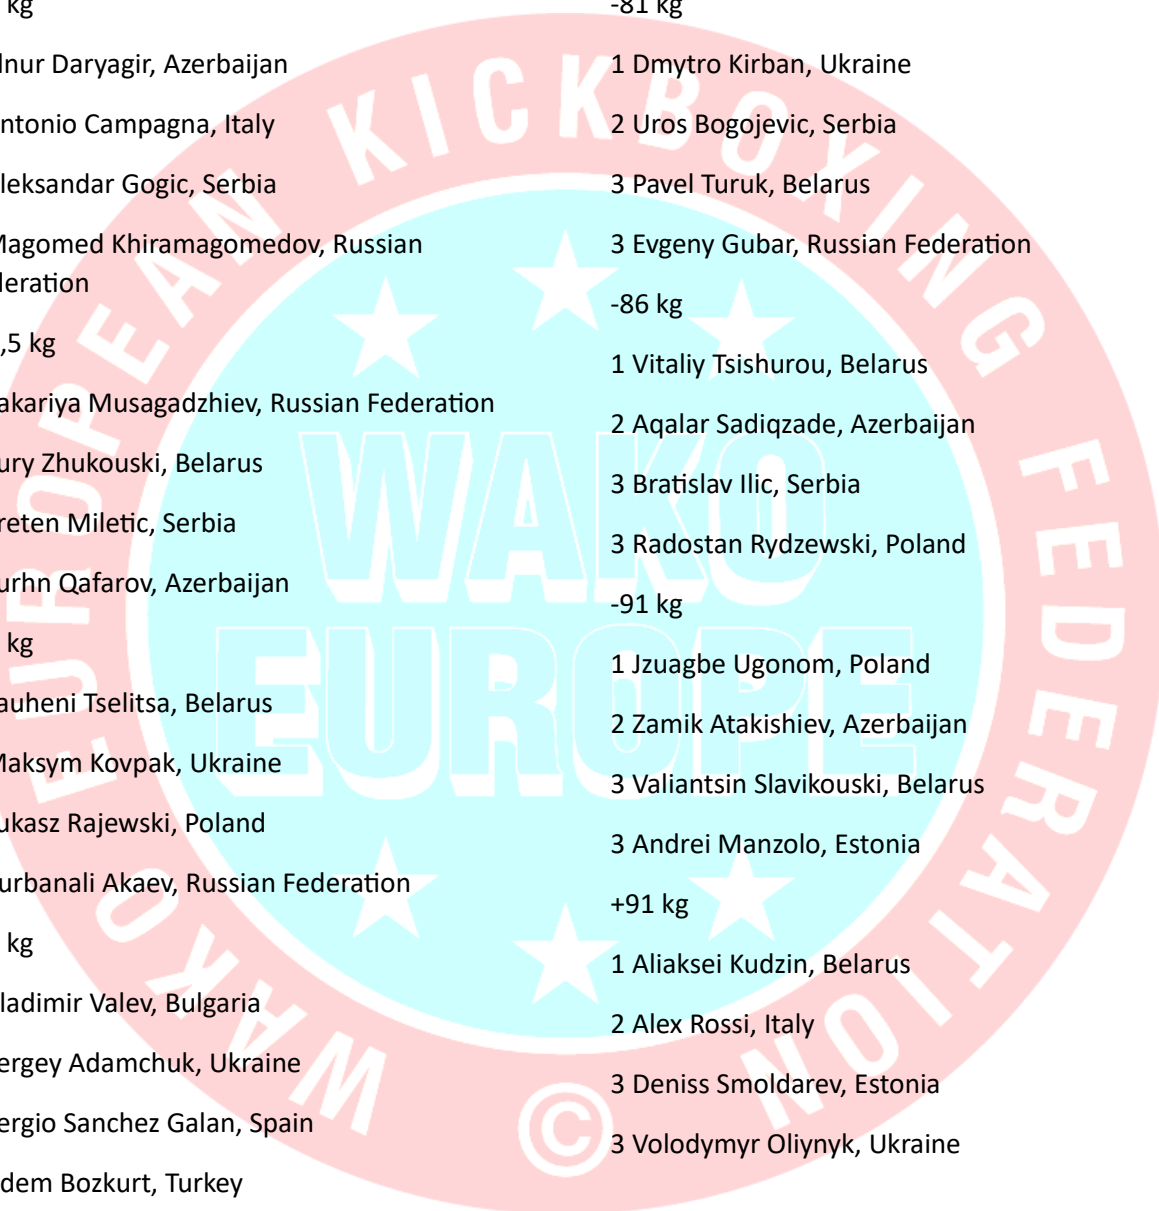 kg
lnur Daryagir, Azerbaijan
ntonio Campagna, Italy
leksandar Gogic, Serbia
Magomed Khiramagomedov, Russian
deration
,5 kg
akariya Musagadzhiev, Russian Federation
ury Zhukouski, Belarus
reten Miletic, Serbia
urhn Qafarov, Azerbaijan
kg
auheni Tselitsa, Belarus
Maksym Kovpak, Ukraine
ukasz Rajewski, Poland
urbanali Akaev, Russian Federation
kg
ladimir Valev, Bulgaria
ergey Adamchuk, Ukraine
ergio Sanchez Galan, Spain
dem Bozkurt, Turkey
-81 kg
1 Dmytro Kirban, Ukraine
2 Uros Bogojevic, Serbia
3 Pavel Turuk, Belarus
3 Evgeny Gubar, Russian Federation
-86 kg
1 Vitaliy Tsishurou, Belarus
2 Aqalar Sadiqzade, Azerbaijan
3 Bratislav Ilic, Serbia
3 Radostan Rydzewski, Poland
-91 kg
1 Jzuagbe Ugonom, Poland
2 Zamik Atakishiev, Azerbaijan
3 Valiantsin Slavikouski, Belarus
3 Andrei Manzolo, Estonia
+91 kg
1 Aliaksei Kudzin, Belarus
2 Alex Rossi, Italy
3 Deniss Smoldarev, Estonia
3 Volodymyr Oliynyk, Ukraine
WAKO EUROPEAN KICKBOXING FEDERATION ©
WAKO
EUROPE